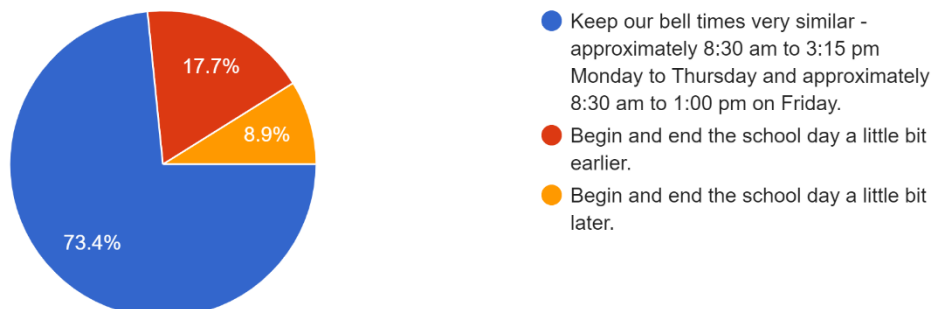 17.7%
8.9%
73.4%
Keep our bell times very similar -
approximately 8:30 am to 3:15 pm
Monday to Thursday and approximately
8:30 am to 1:00 pm on Friday.
Begin and end the school day a little bit
earlier.
Begin and end the school day a little bit
later.